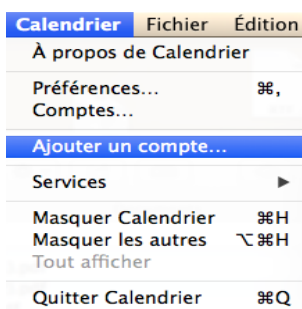 Calendrier Fichier Édition
À propos de Calendrier
Préférences... ⌘,
Comptes...
Ajouter un compte...
Services ▶
Masquer Calendrier ⌘H
Masquer les autres ⌥⌘H
Tout afficher
Quitter Calendrier ⌘Q